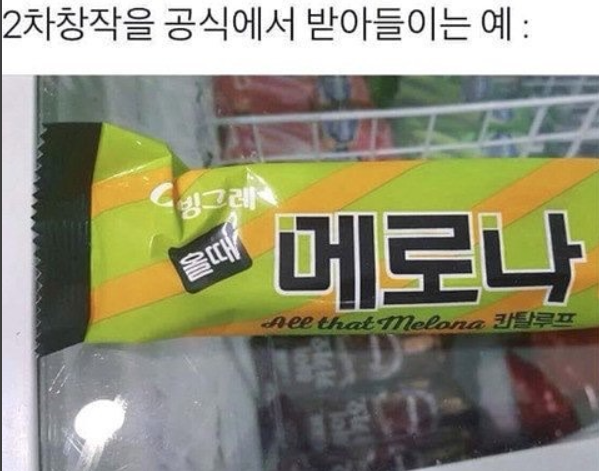 2차창작을 공식에서 받아들이는 예 :
빙그레
올때
메로나
All that Melona 칸탈루프